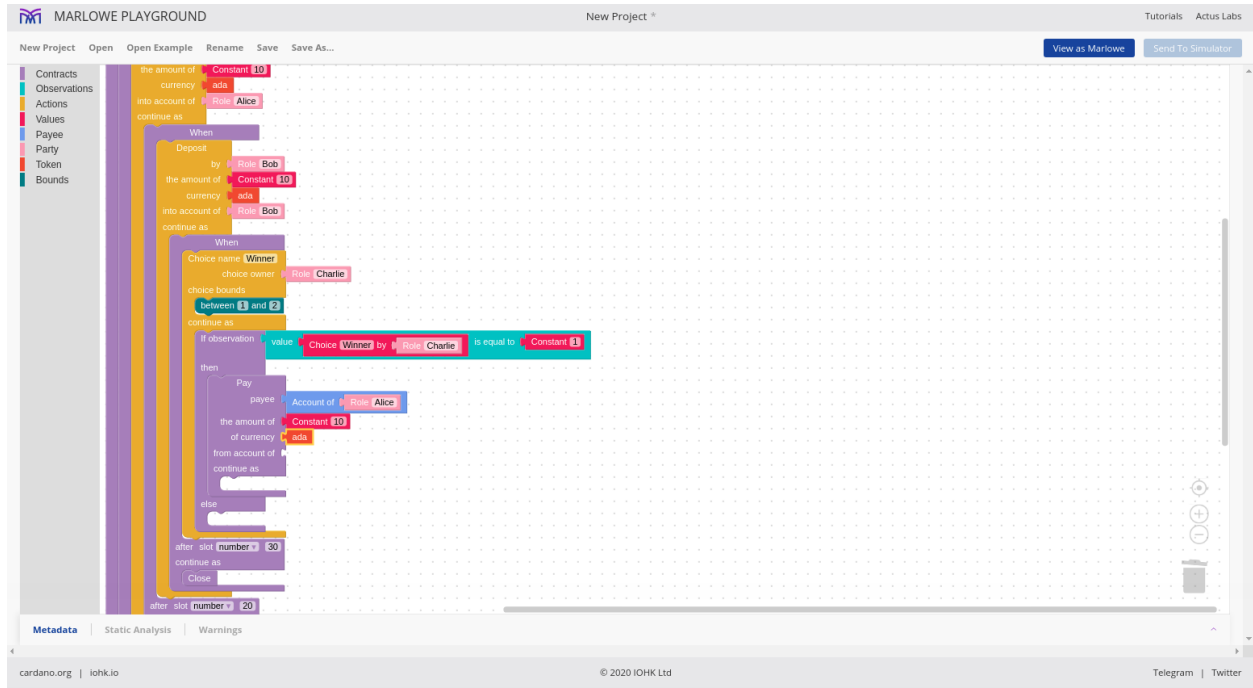 MARLOWE PLAYGROUND New Project * Tutorials Actus Labs
New Project Open Open Example Rename Save Save As... View as Marlowe Send To Simulator
Contracts
Observations
Actions
Values
Payee
Party
Token
Bounds
the amount of Constant 10
currency ada
into account of Role Alice
continue as
When
Deposit
by Role Bob
the amount of Constant 10
currency ada
into account of Role Bob
continue as
When
Choice name Winner
choice owner Role Charlie
choice bounds
between 1 and 2
continue as
If observation value Choice Winner by Role Charlie is equal to Constant 1
then
Pay
payee Account of Role Alice
the amount of Constant 10
of currency ada
from account of
continue as
else
after slot number 30
continue as
Close
after slot number 20
Metadata Static Analysis Warnings
cardano.org | iohk.io © 2020 IOHK Ltd Telegram | Twitter